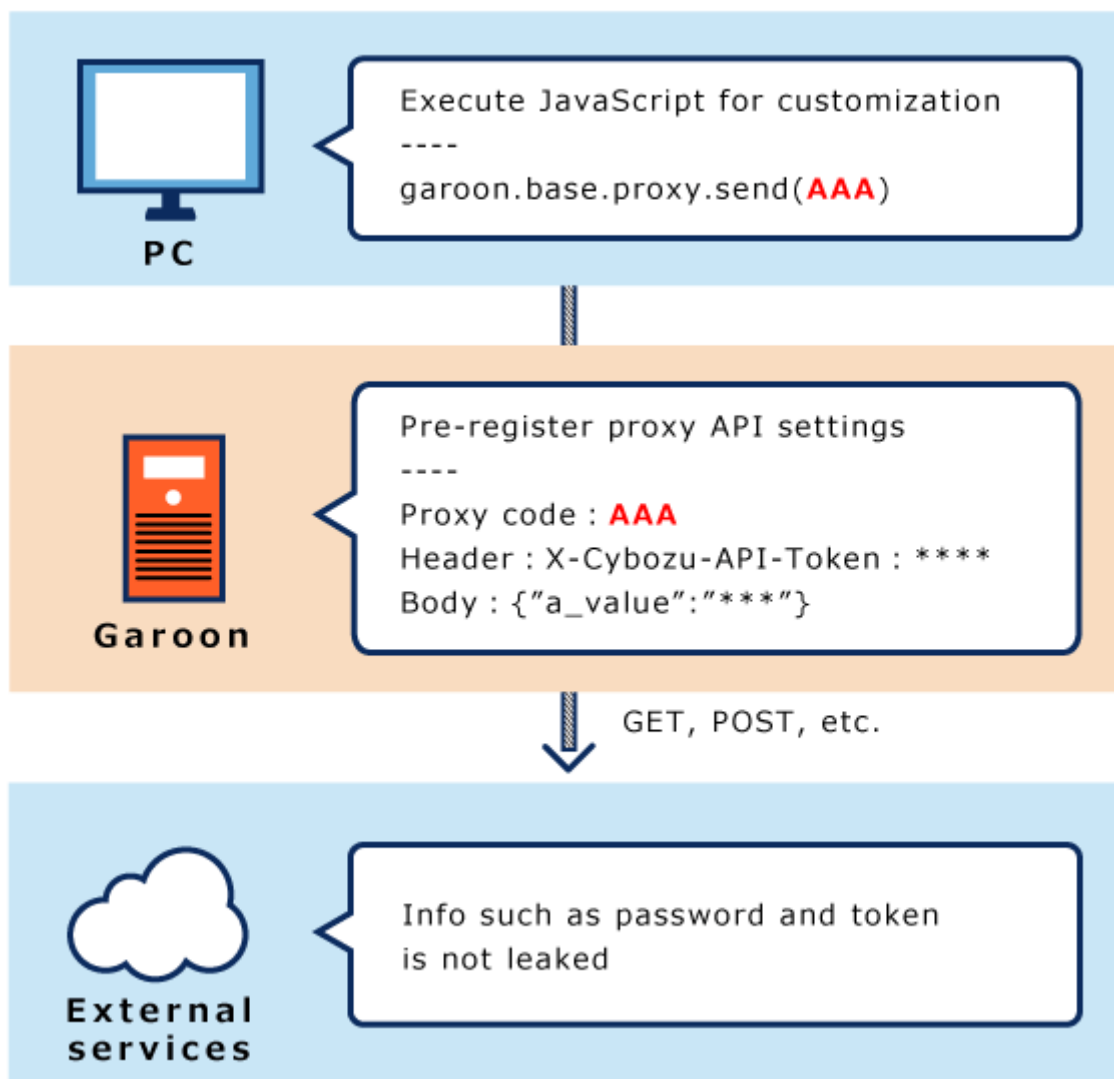 Execute JavaScript for customization
----
garoon.base.proxy.send(AAA)
PC
Pre-register proxy API settings
----
Proxy code : AAA
Header : X-Cybozu-API-Token : ****
Body : {”a_value”:”***”}
Garoon
GET, POST, etc.
Info such as password and token
is not leaked
External
services